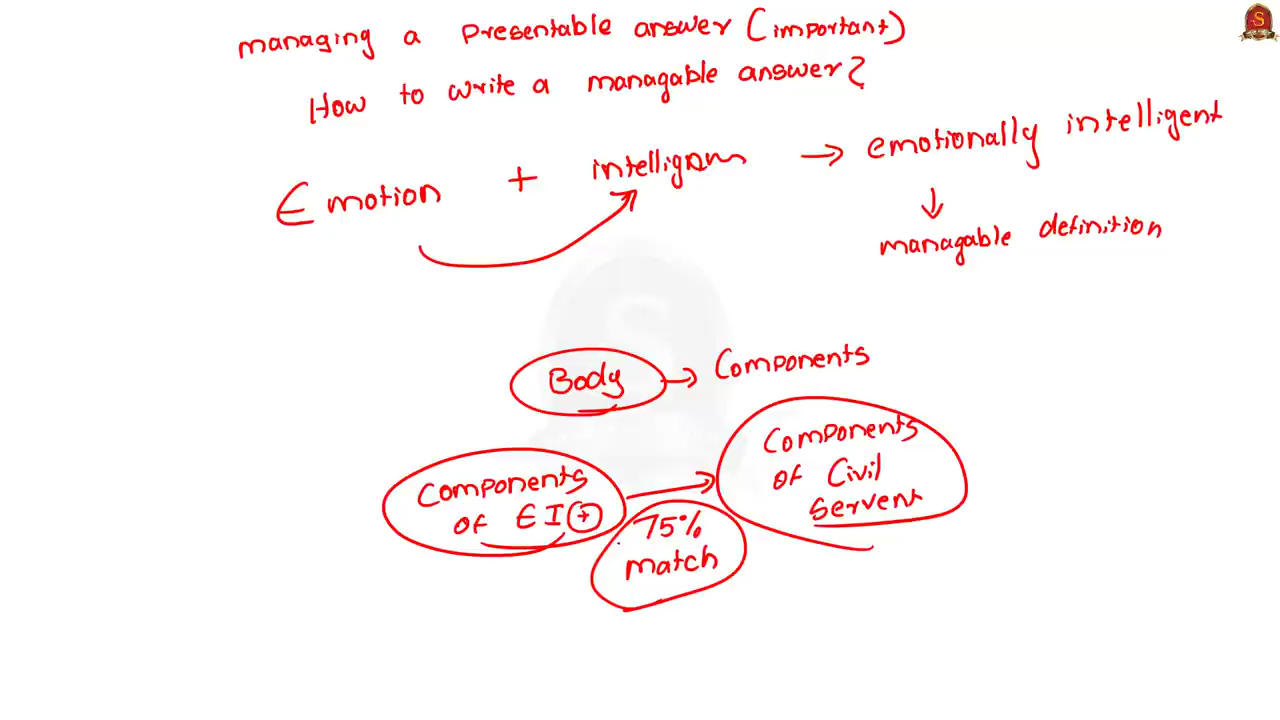 managing a presentable answer (important)
How to write a managable answer?
Emotion + intelligram → emotionally intelligent
↓
managable definition
Body → Components
Components of EI (+)
→
75% match
Components of Civil Servent